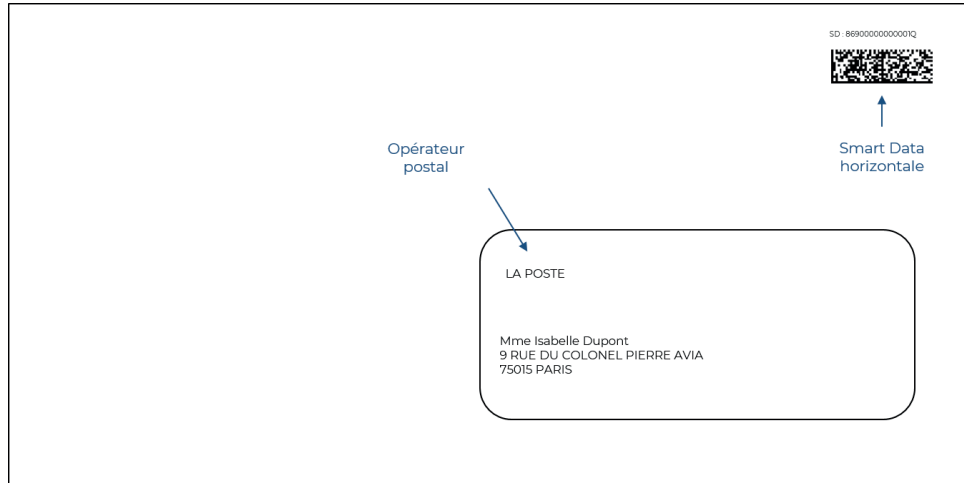 SD : 86900000000001Q
Smart Data
horizontale
Opérateur
postal
LA POSTE
Mme Isabelle Dupont
9 RUE DU COLONEL PIERRE AVIA
75015 PARIS